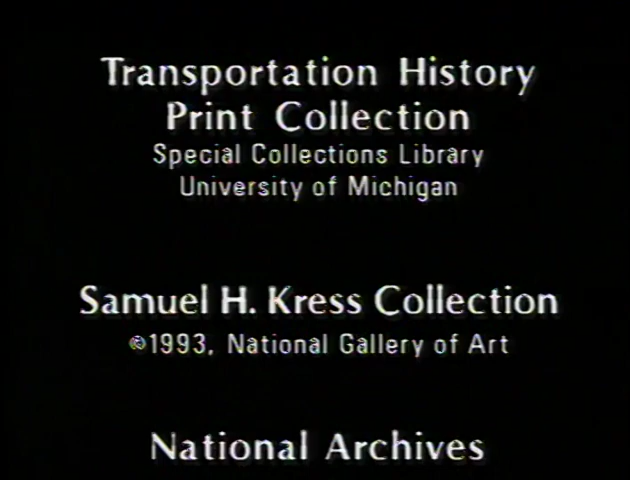 Transportation History
Print Collection
Special Collections Library
University of Michigan
Samuel H. Kress Collection
©1993, National Gallery of Art
National Archives